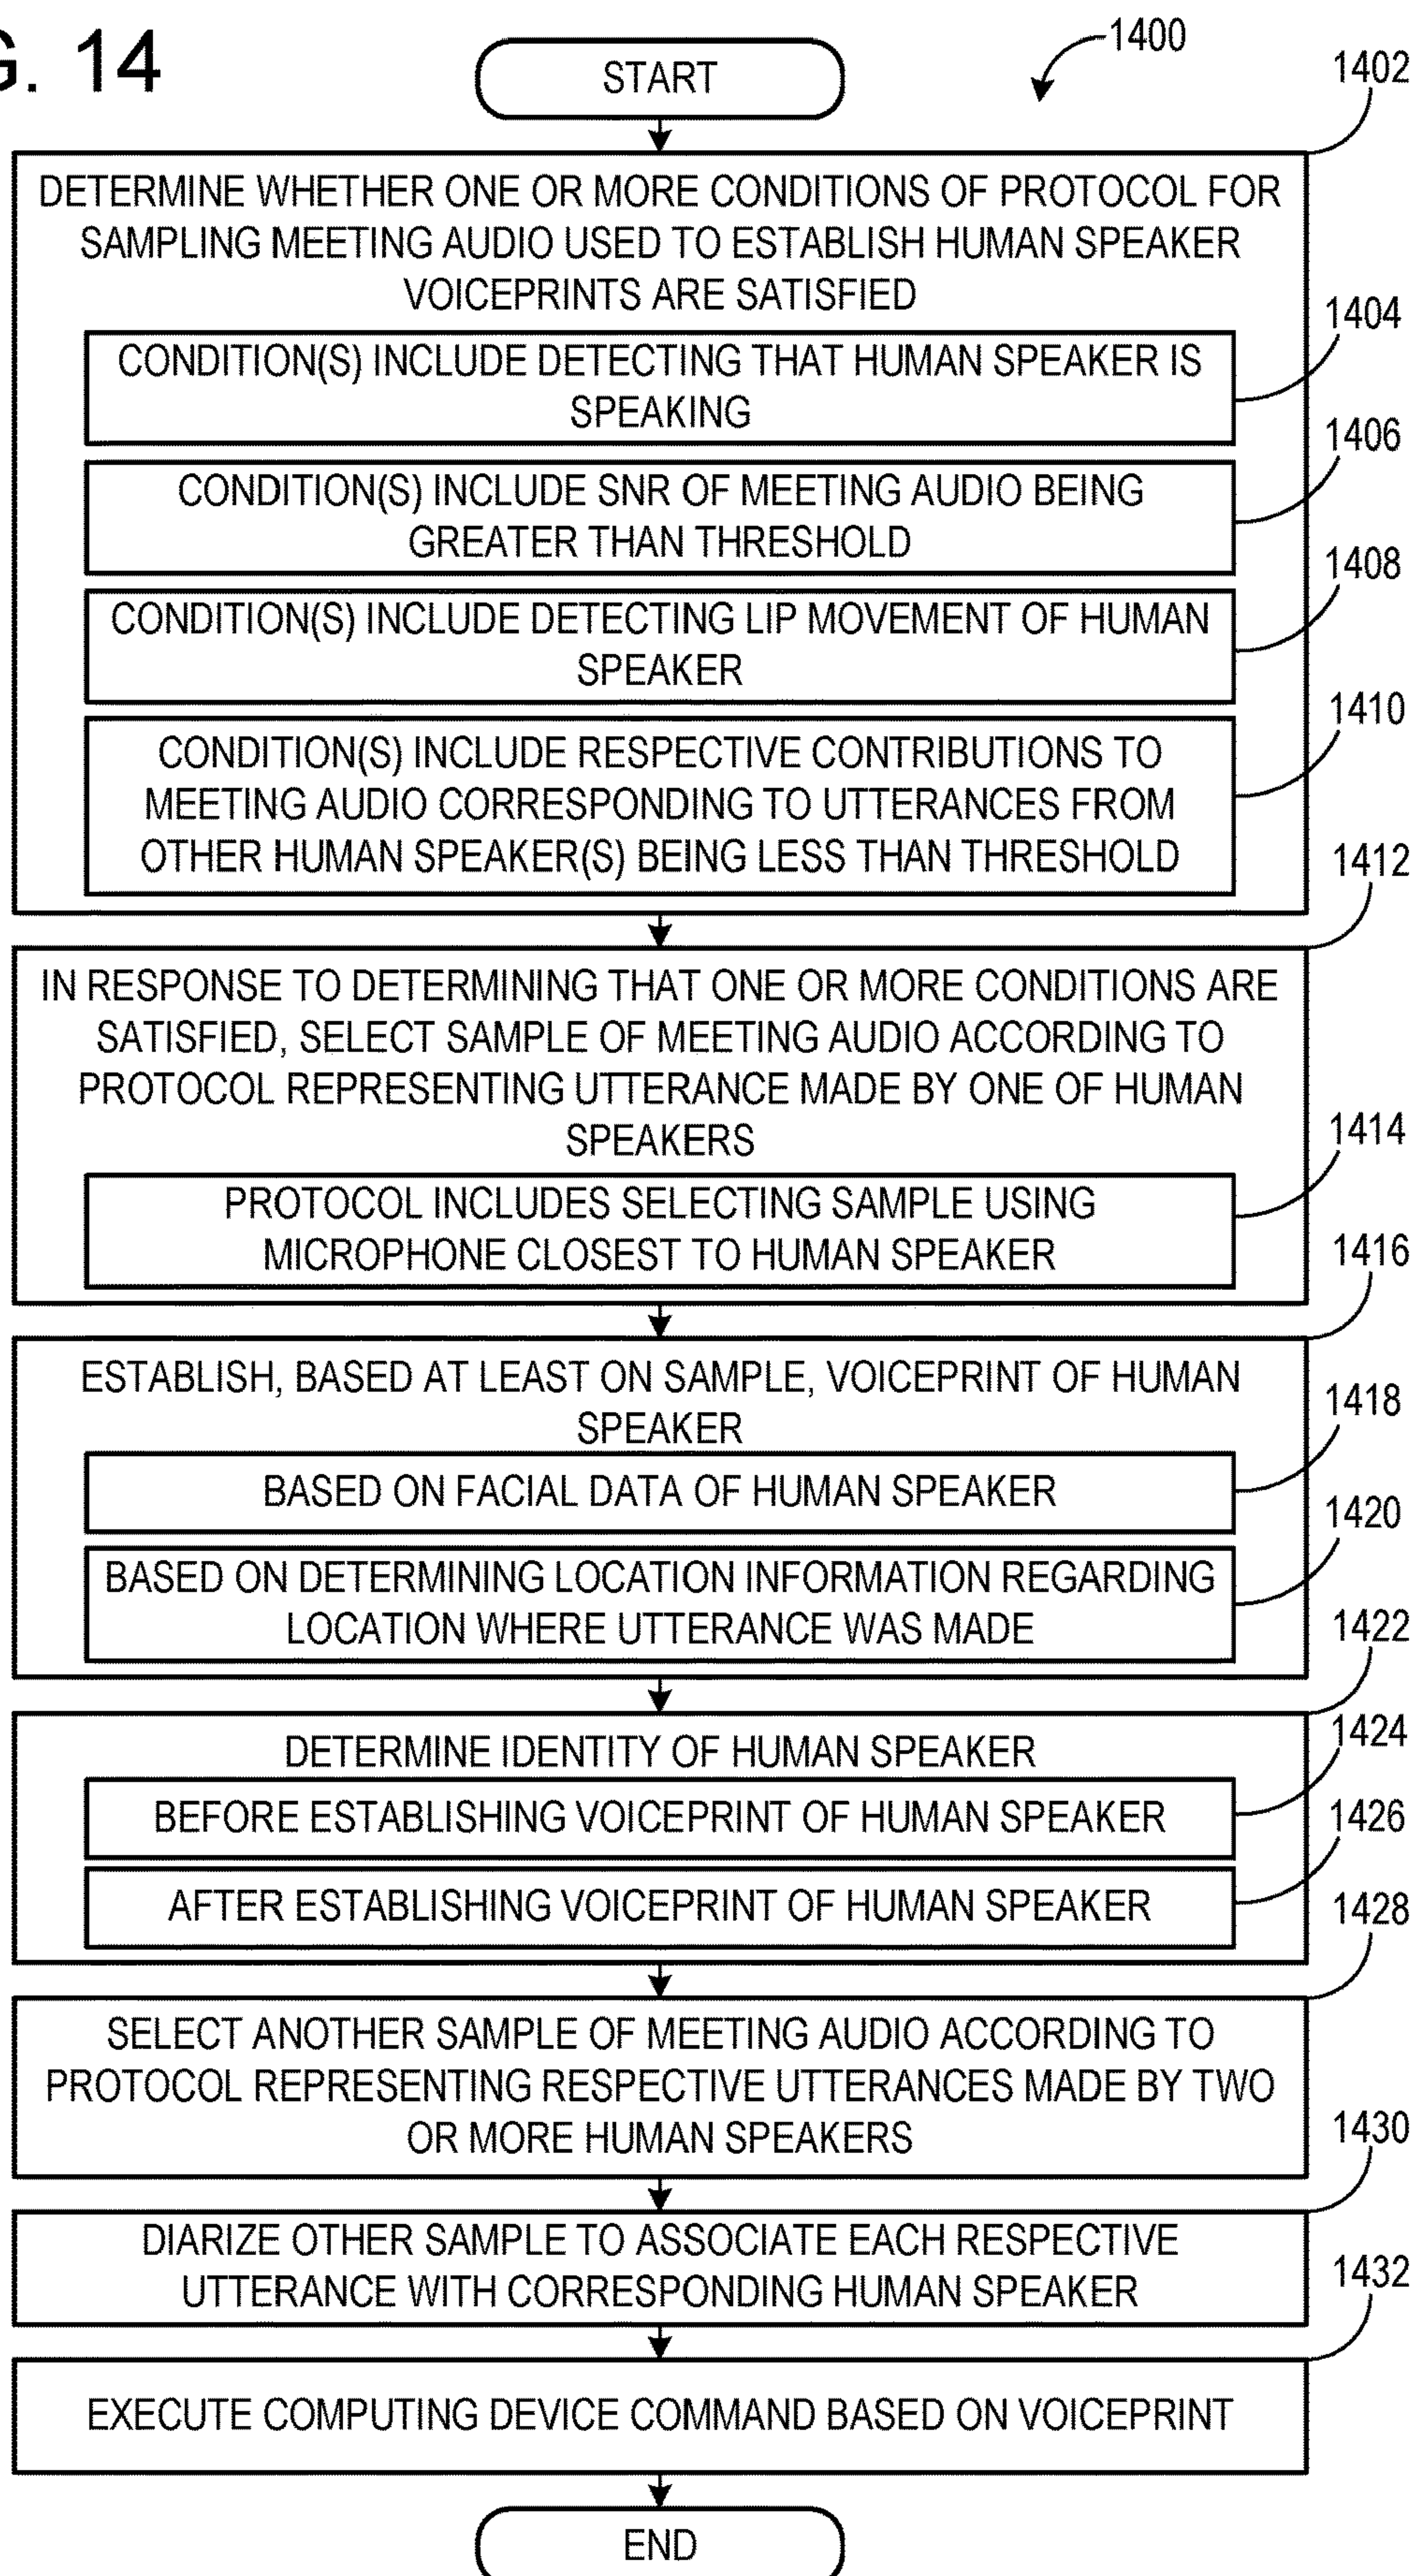 G. 14
START
1400
1402
DETERMINE WHETHER ONE OR MORE CONDITIONS OF PROTOCOL FOR
SAMPLING MEETING AUDIO USED TO ESTABLISH HUMAN SPEAKER
VOICEPRINTS ARE SATISFIED
1404
CONDITION(S) INCLUDE DETECTING THAT HUMAN SPEAKER IS
SPEAKING
1406
CONDITION(S) INCLUDE SNR OF MEETING AUDIO BEING
GREATER THAN THRESHOLD
1408
CONDITION(S) INCLUDE DETECTING LIP MOVEMENT OF HUMAN
SPEAKER
1410
CONDITION(S) INCLUDE RESPECTIVE CONTRIBUTIONS TO
MEETING AUDIO CORRESPONDING TO UTTERANCES FROM
OTHER HUMAN SPEAKER(S) BEING LESS THAN THRESHOLD
1412
IN RESPONSE TO DETERMINING THAT ONE OR MORE CONDITIONS ARE
SATISFIED, SELECT SAMPLE OF MEETING AUDIO ACCORDING TO
PROTOCOL REPRESENTING UTTERANCE MADE BY ONE OF HUMAN
SPEAKERS
1414
PROTOCOL INCLUDES SELECTING SAMPLE USING
MICROPHONE CLOSEST TO HUMAN SPEAKER
1416
ESTABLISH, BASED AT LEAST ON SAMPLE, VOICEPRINT OF HUMAN
SPEAKER
1418
BASED ON FACIAL DATA OF HUMAN SPEAKER
1420
BASED ON DETERMINING LOCATION INFORMATION REGARDING
LOCATION WHERE UTTERANCE WAS MADE
1422
DETERMINE IDENTITY OF HUMAN SPEAKER
1424
BEFORE ESTABLISHING VOICEPRINT OF HUMAN SPEAKER
1426
AFTER ESTABLISHING VOICEPRINT OF HUMAN SPEAKER
1428
SELECT ANOTHER SAMPLE OF MEETING AUDIO ACCORDING TO
PROTOCOL REPRESENTING RESPECTIVE UTTERANCES MADE BY TWO
OR MORE HUMAN SPEAKERS
1430
DIARIZE OTHER SAMPLE TO ASSOCIATE EACH RESPECTIVE
UTTERANCE WITH CORRESPONDING HUMAN SPEAKER
1432
EXECUTE COMPUTING DEVICE COMMAND BASED ON VOICEPRINT
END